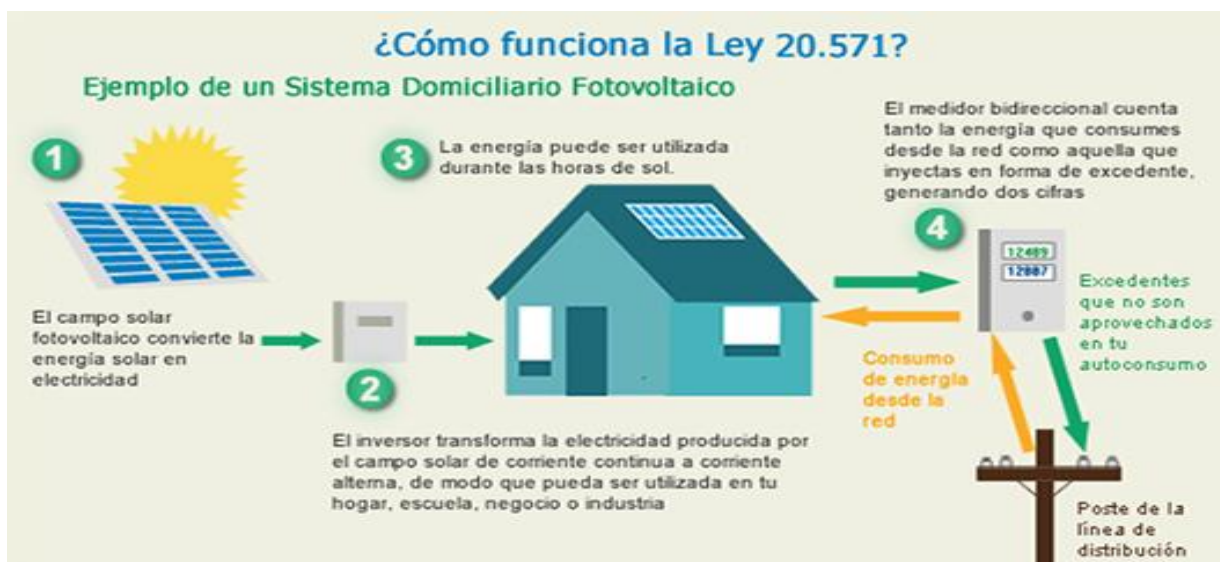 ¿Cómo funciona la Ley 20.571?
Ejemplo de un Sistema Domiciliario Fotovoltaico
1
El campo solar
fotovoltaico convierte la
energía solar en
electricidad
2
El inversor transforma la electricidad producida por
el campo solar de corriente continua a corriente
alterna, de modo que pueda ser utilizada en tu
hogar, escuela, negocio o industria
3
La energía puede ser utilizada
durante las horas de sol.
El medidor bidireccional cuenta
tanto la energía que consumes
desde la red como aquella que
inyectas en forma de excedente,
generando dos cifras
4
12489
12887
Excedentes
que no son
aprovechados
en tu
autoconsumo
Consumo
de energía
desde la
red
Poste de la
línea de
distribución